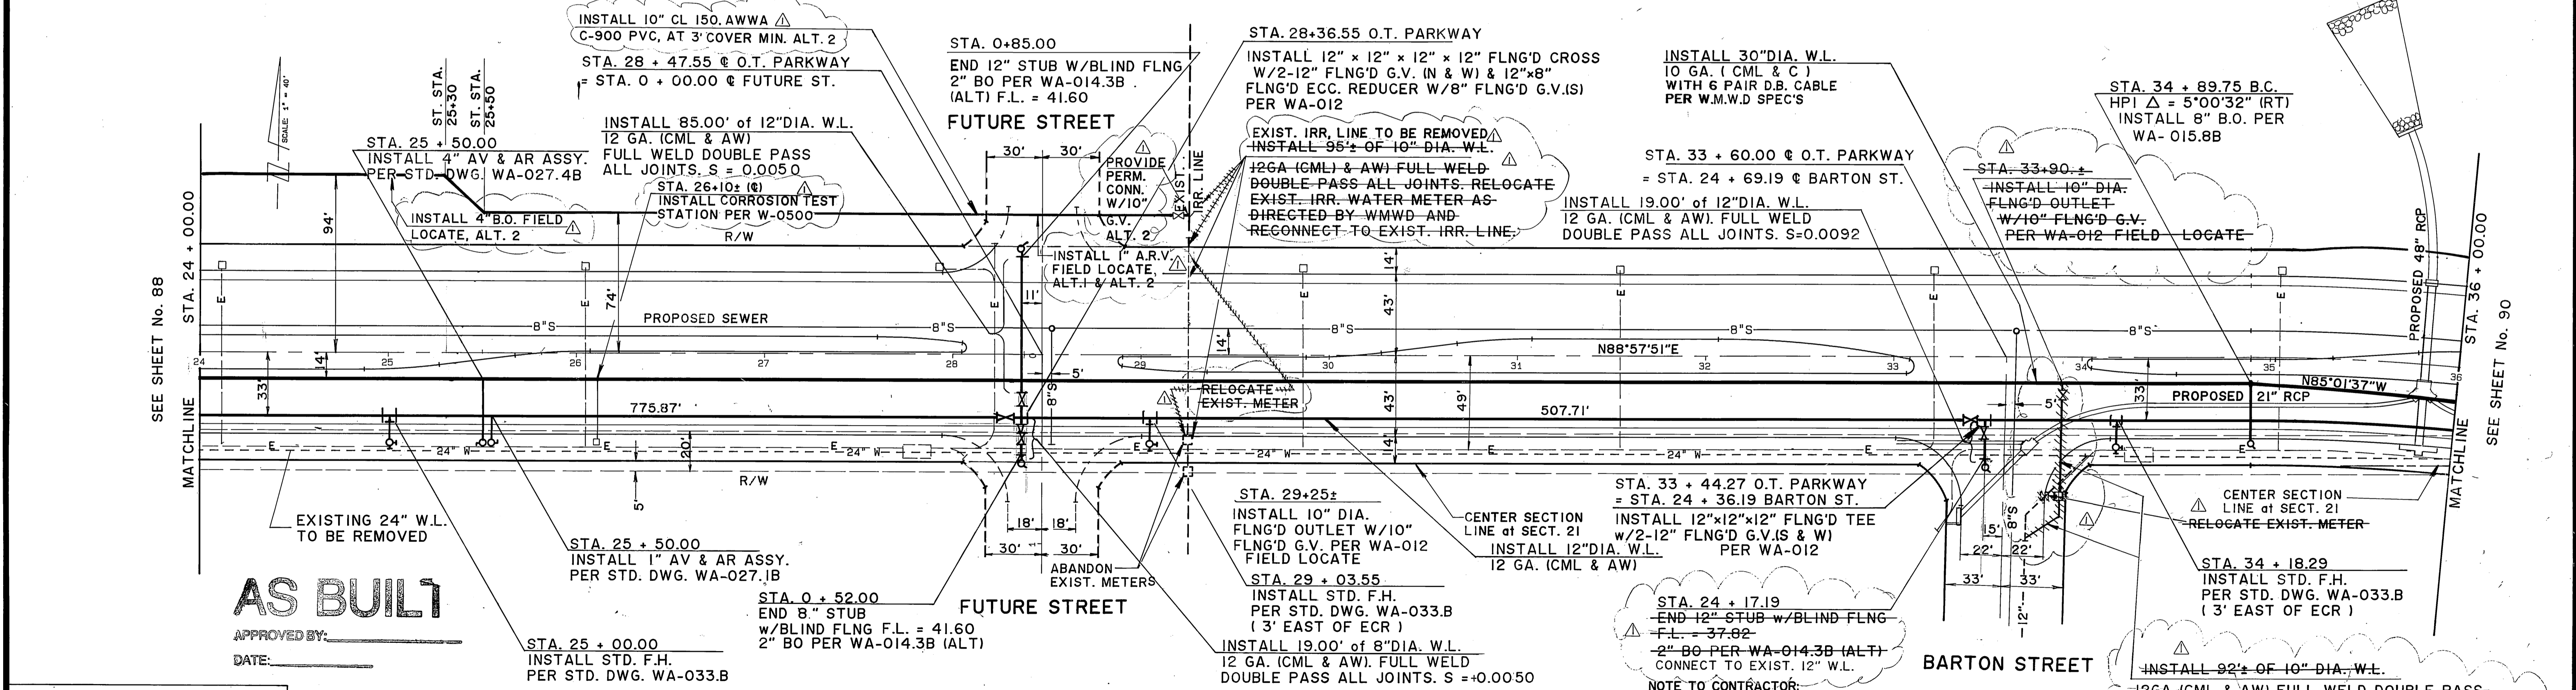 INSTALL 10" CL 150. AWWA
C-900 PVC, AT 3' COVER MIN. ALT. 2
STA. 28 + 47.55 ℄ O.T. PARKWAY
= STA. 0 + 00.00 ℄ FUTURE ST.
INSTALL 85.00' of 12"DIA. W.L.
12 GA. (CML & AW)
FULL WELD DOUBLE PASS
ALL JOINTS. S = 0.0050
SCALE: 1" = 40'
ST. STA.
25+30
ST. STA.
25+50
STA. 25 + 50.00
INSTALL 4" AV & AR ASSY.
PER STD. DWG. WA-027.4B
INSTALL 4" B.O. FIELD
LOCATE, ALT. 2
STA. 26+10± (℄)
INSTALL CORROSION TEST
STATION PER W-0500
STA. 0+85.00
END 12" STUB W/BLIND FLNG
2" BO PER WA-014.3B
(ALT) F.L. = 41.60
FUTURE STREET
30' 30'
PROVIDE
PERM.
CONN.
W/10"
G.V.
ALT. 2
EXIST.
IRR. LINE
INSTALL 1" A.R.V.
FIELD LOCATE,
ALT.1 & ALT. 2
STA. 28+36.55 O.T. PARKWAY
INSTALL 12" × 12" × 12" × 12" FLNG'D CROSS
W/2-12" FLNG'D G.V. (N & W) & 12"×8"
FLNG'D ECC. REDUCER W/8" FLNG'D G.V.(S)
PER WA-012
EXIST. IRR, LINE TO BE REMOVED
INSTALL 95'± OF 10" DIA. W.L.
12GA (CML) & AW) FULL WELD
DOUBLE PASS ALL JOINTS. RELOCATE
EXIST. IRR. WATER METER AS
DIRECTED BY WMWD AND
RECONNECT TO EXIST. IRR. LINE.
INSTALL 30"DIA. W.L.
10 GA. ( CML & C )
WITH 6 PAIR D.B. CABLE
PER W.M.W.D SPEC'S
STA. 33 + 60.00 ℄ O.T. PARKWAY
= STA. 24 + 69.19 ℄ BARTON ST.
INSTALL 19.00' of 12"DIA. W.L.
12 GA. (CML & AW). FULL WELD
DOUBLE PASS ALL JOINTS. S=0.0092
STA. 33+90.±
INSTALL 10" DIA.
FLNG'D OUTLET
W/10" FLNG'D G.V.
PER WA-012 FIELD LOCATE
STA. 34 + 89.75 B.C.
HPI △ = 5°00'32" (RT)
INSTALL 8" B.O. PER
WA- 015.8B
PROPOSED 48" RCP
SEE SHEET No. 88
MATCHLINE STA. 24 + 00.00
94'
74'
R/W
11'
14'
43'
E E E E E E
PROPOSED SEWER
8"S 8"S 8"S 8"S 8"S
24 25 26 27 28 29 30 31 32 33 34 35 36
N88°57'51"E
14'
33'
14'
5'
8"S
775.87'
RELOCATE
EXIST. METER
43'
49'
507.71'
5'
33'
PROPOSED 21" RCP
N85°01'37"W
MATCHLINE STA. 36 + 00.00
SEE SHEET No. 90
E 24" W E E 24" W 24" W E 24" W E
20'
14'
5'
R/W
EXISTING 24" W.L.
TO BE REMOVED
STA. 25 + 50.00
INSTALL 1" AV & AR ASSY.
PER STD. DWG. WA-027.1B
AS BUILT
APPROVED BY:
DATE:
STA. 25 + 00.00
INSTALL STD. F.H.
PER STD. DWG. WA-033.B
STA. 0 + 52.00
END 8" STUB
w/BLIND FLNG F.L. = 41.60
2" BO PER WA-014.3B (ALT)
18' 18'
30' 30'
ABANDON
EXIST. METERS
FUTURE STREET
STA. 29+25±
INSTALL 10" DIA.
FLNG'D OUTLET W/10"
FLNG'D G.V. PER WA-012
FIELD LOCATE
STA. 29 + 03.55
INSTALL STD. F.H.
PER STD. DWG. WA-033.B
( 3' EAST OF ECR )
INSTALL 19.00' of 8"DIA. W.L.
12 GA. (CML & AW). FULL WELD
DOUBLE PASS ALL JOINTS. S =+0.0050
CENTER SECTION
LINE at SECT. 21
INSTALL 12"DIA. W.L.
12 GA. (CML & AW)
STA. 33 + 44.27 O.T. PARKWAY
= STA. 24 + 36.19 BARTON ST.
INSTALL 12"×12"×12" FLNG'D TEE
w/2-12" FLNG'D G.V.(S & W)
PER WA-012
STA. 24 + 17.19
END 12" STUB w/BLIND FLNG
F.L. = 37.82
2" BO PER WA-014.3B (ALT)
CONNECT TO EXIST. 12" W.L.
NOTE TO CONTRACTOR:
15' 8"S
22' 22'
33' 33'
12"
BARTON STREET
CENTER SECTION
LINE at SECT. 21
RELOCATE EXIST. METER
STA. 34 + 18.29
INSTALL STD. F.H.
PER STD. DWG. WA-033.B
( 3' EAST OF ECR )
INSTALL 92'± OF 10" DIA. W.L.
12GA (CML & AW) FULL WELD DOUBLE PASS